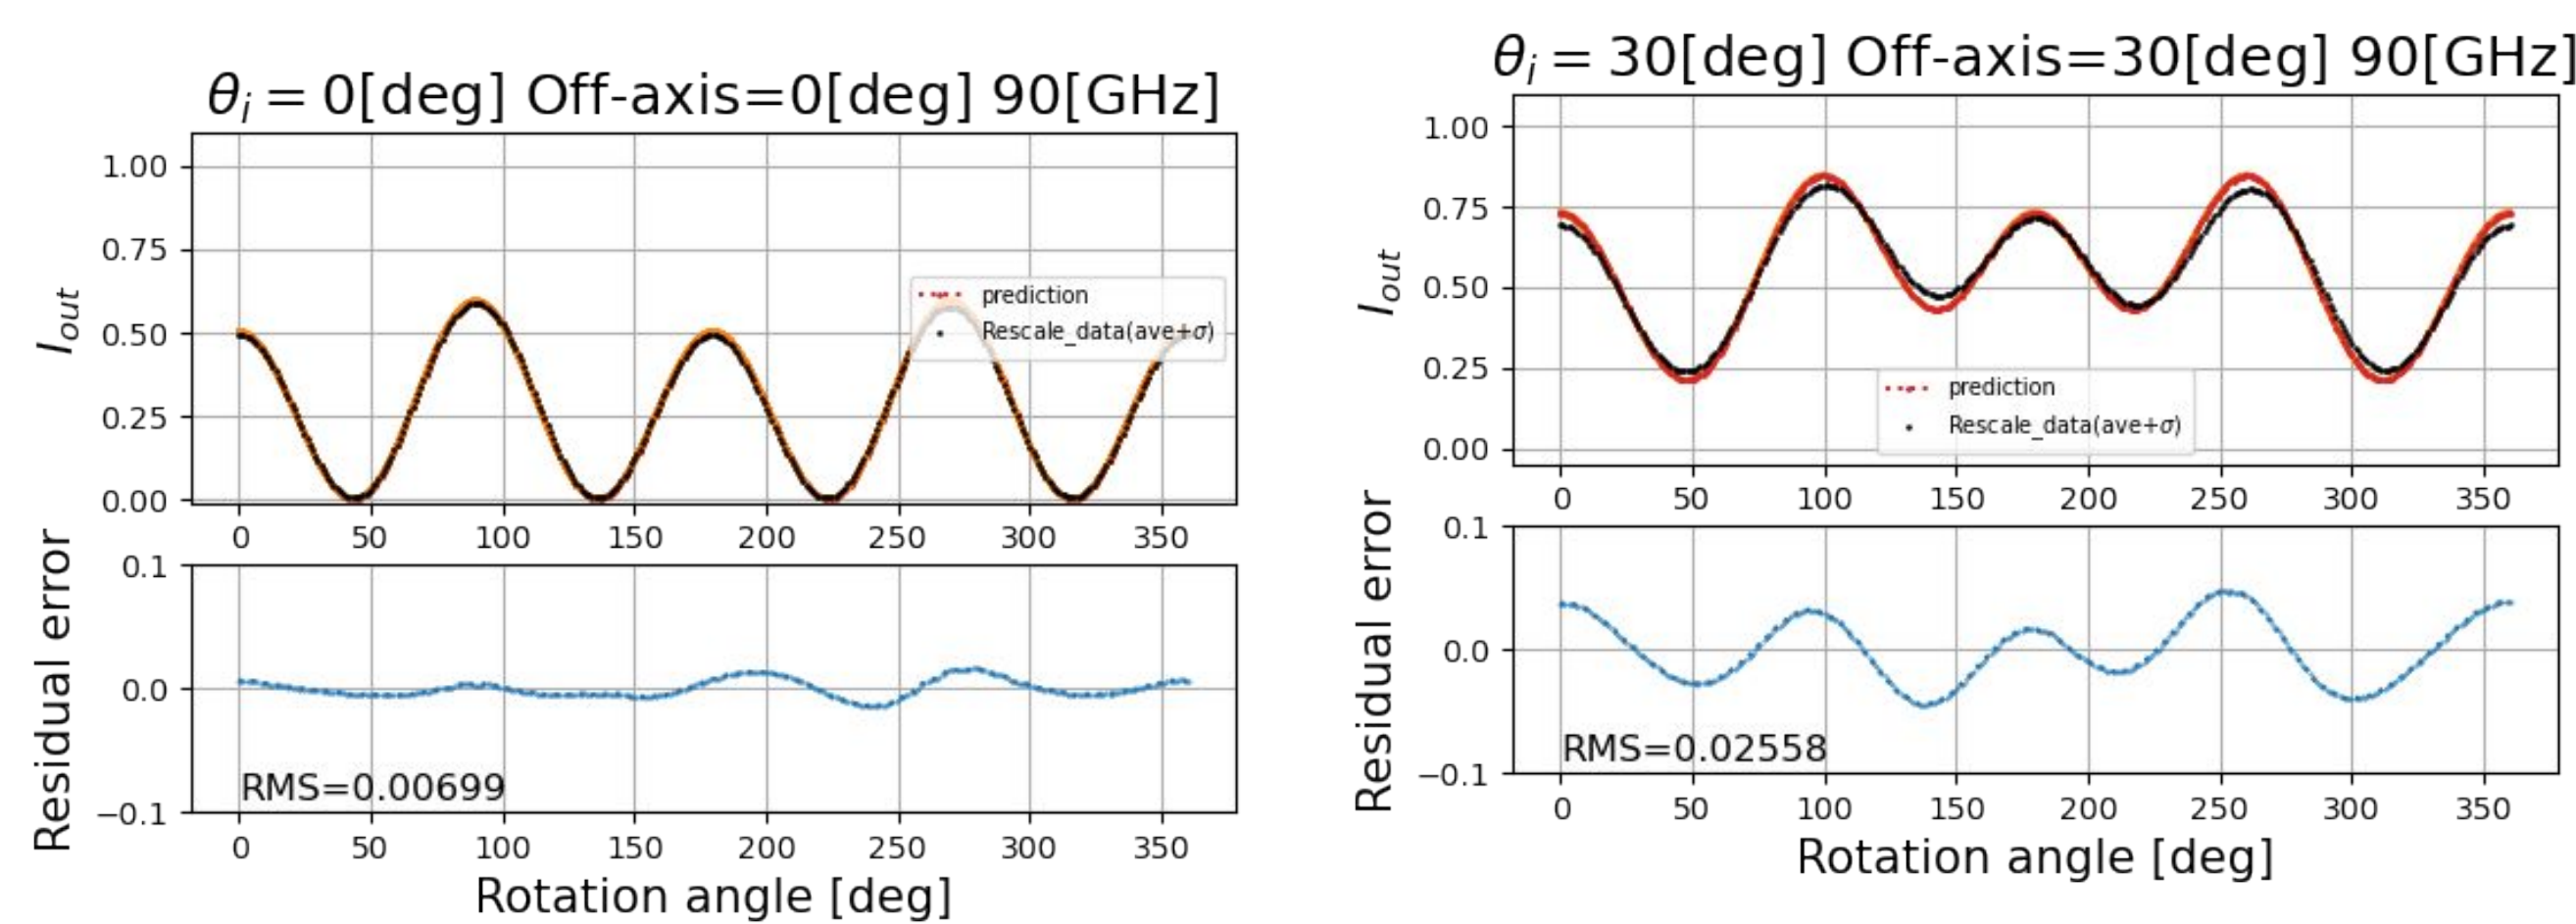 θi = 0[deg] Off-axis=0[deg] 90[GHz]
1.00
0.75
0.50
0.25
0.00
Iout
prediction
Rescale_data(ave+σ)
0 50 100 150 200 250 300 350
0.1
0.0
−0.1
Residual error
RMS=0.00699
0 50 100 150 200 250 300 350
Rotation angle [deg]
θi = 30[deg] Off-axis=30[deg] 90[GHz]
1.00
0.75
0.50
0.25
0.00
Iout
prediction
Rescale_data(ave+σ)
0 50 100 150 200 250 300 350
0.1
0.0
−0.1
Residual error
RMS=0.02558
0 50 100 150 200 250 300 350
Rotation angle [deg]